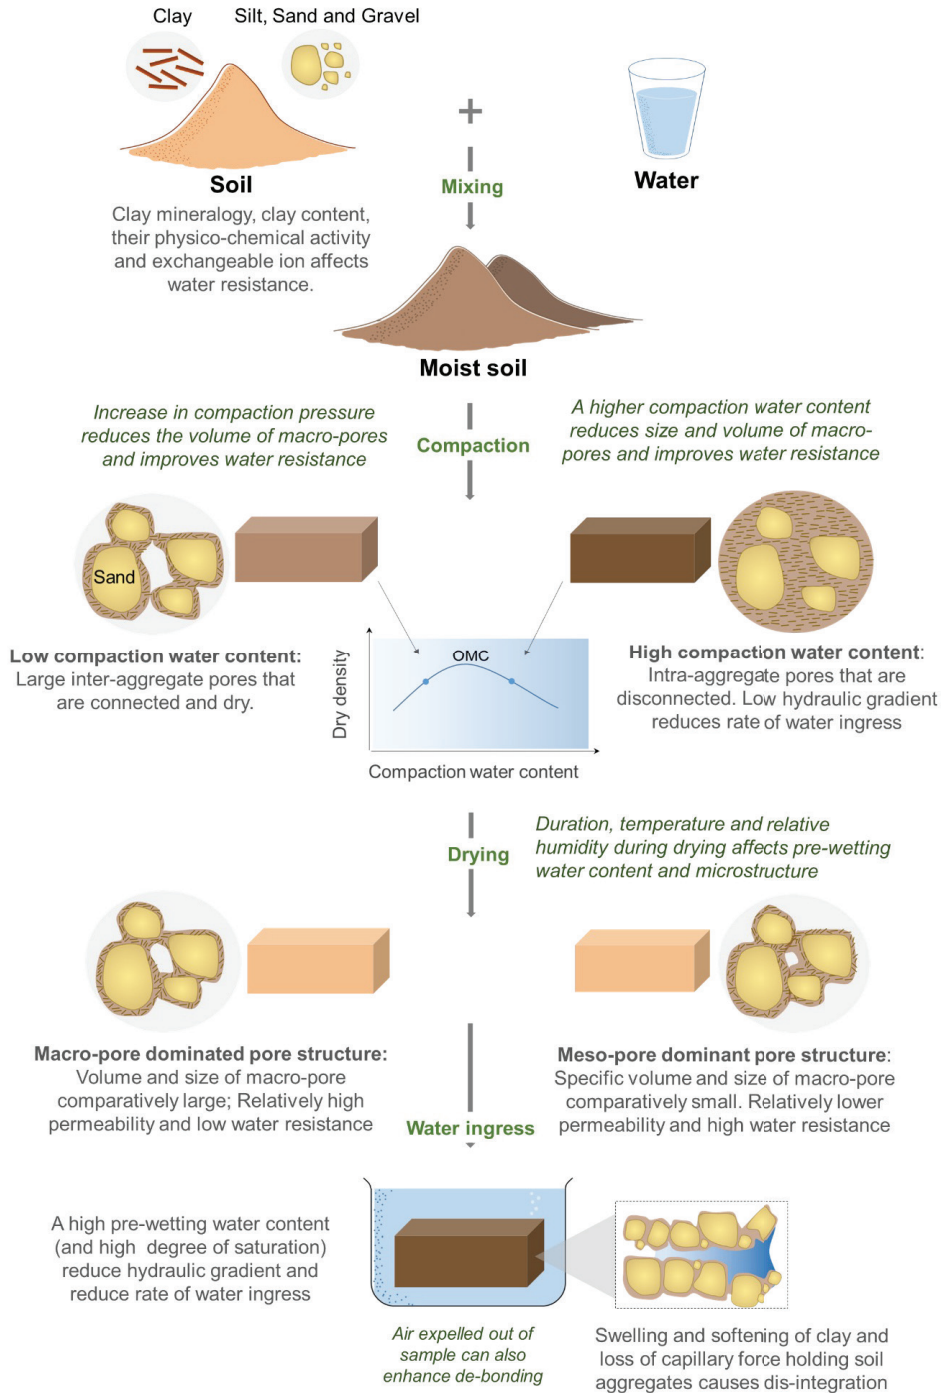 Clay
Silt, Sand and Gravel
+
Soil
Water
Mixing
Clay mineralogy, clay content,
their physico-chemical activity
and exchangeable ion affects
water resistance.
Moist soil
Increase in compaction pressure
reduces the volume of macro-pores
and improves water resistance
Compaction
A higher compaction water content
reduces size and volume of macro-
pores and improves water resistance
Sand
Low compaction water content:
Large inter-aggregate pores that
are connected and dry.
Dry density
OMC
Compaction water content
High compaction water content:
Intra-aggregate pores that are
disconnected. Low hydraulic gradient
reduces rate of water ingress
Drying
Duration, temperature and relative
humidity during drying affects pre-wetting
water content and microstructure
Macro-pore dominated pore structure:
Volume and size of macro-pore
comparatively large; Relatively high
permeability and low water resistance
Meso-pore dominant pore structure:
Specific volume and size of macro-pore
comparatively small. Relatively lower
permeability and high water resistance
Water ingress
A high pre-wetting water content
(and high degree of saturation)
reduce hydraulic gradient and
reduce rate of water ingress
Air expelled out of
sample can also
enhance de-bonding
Swelling and softening of clay and
loss of capillary force holding soil
aggregates causes dis-integration